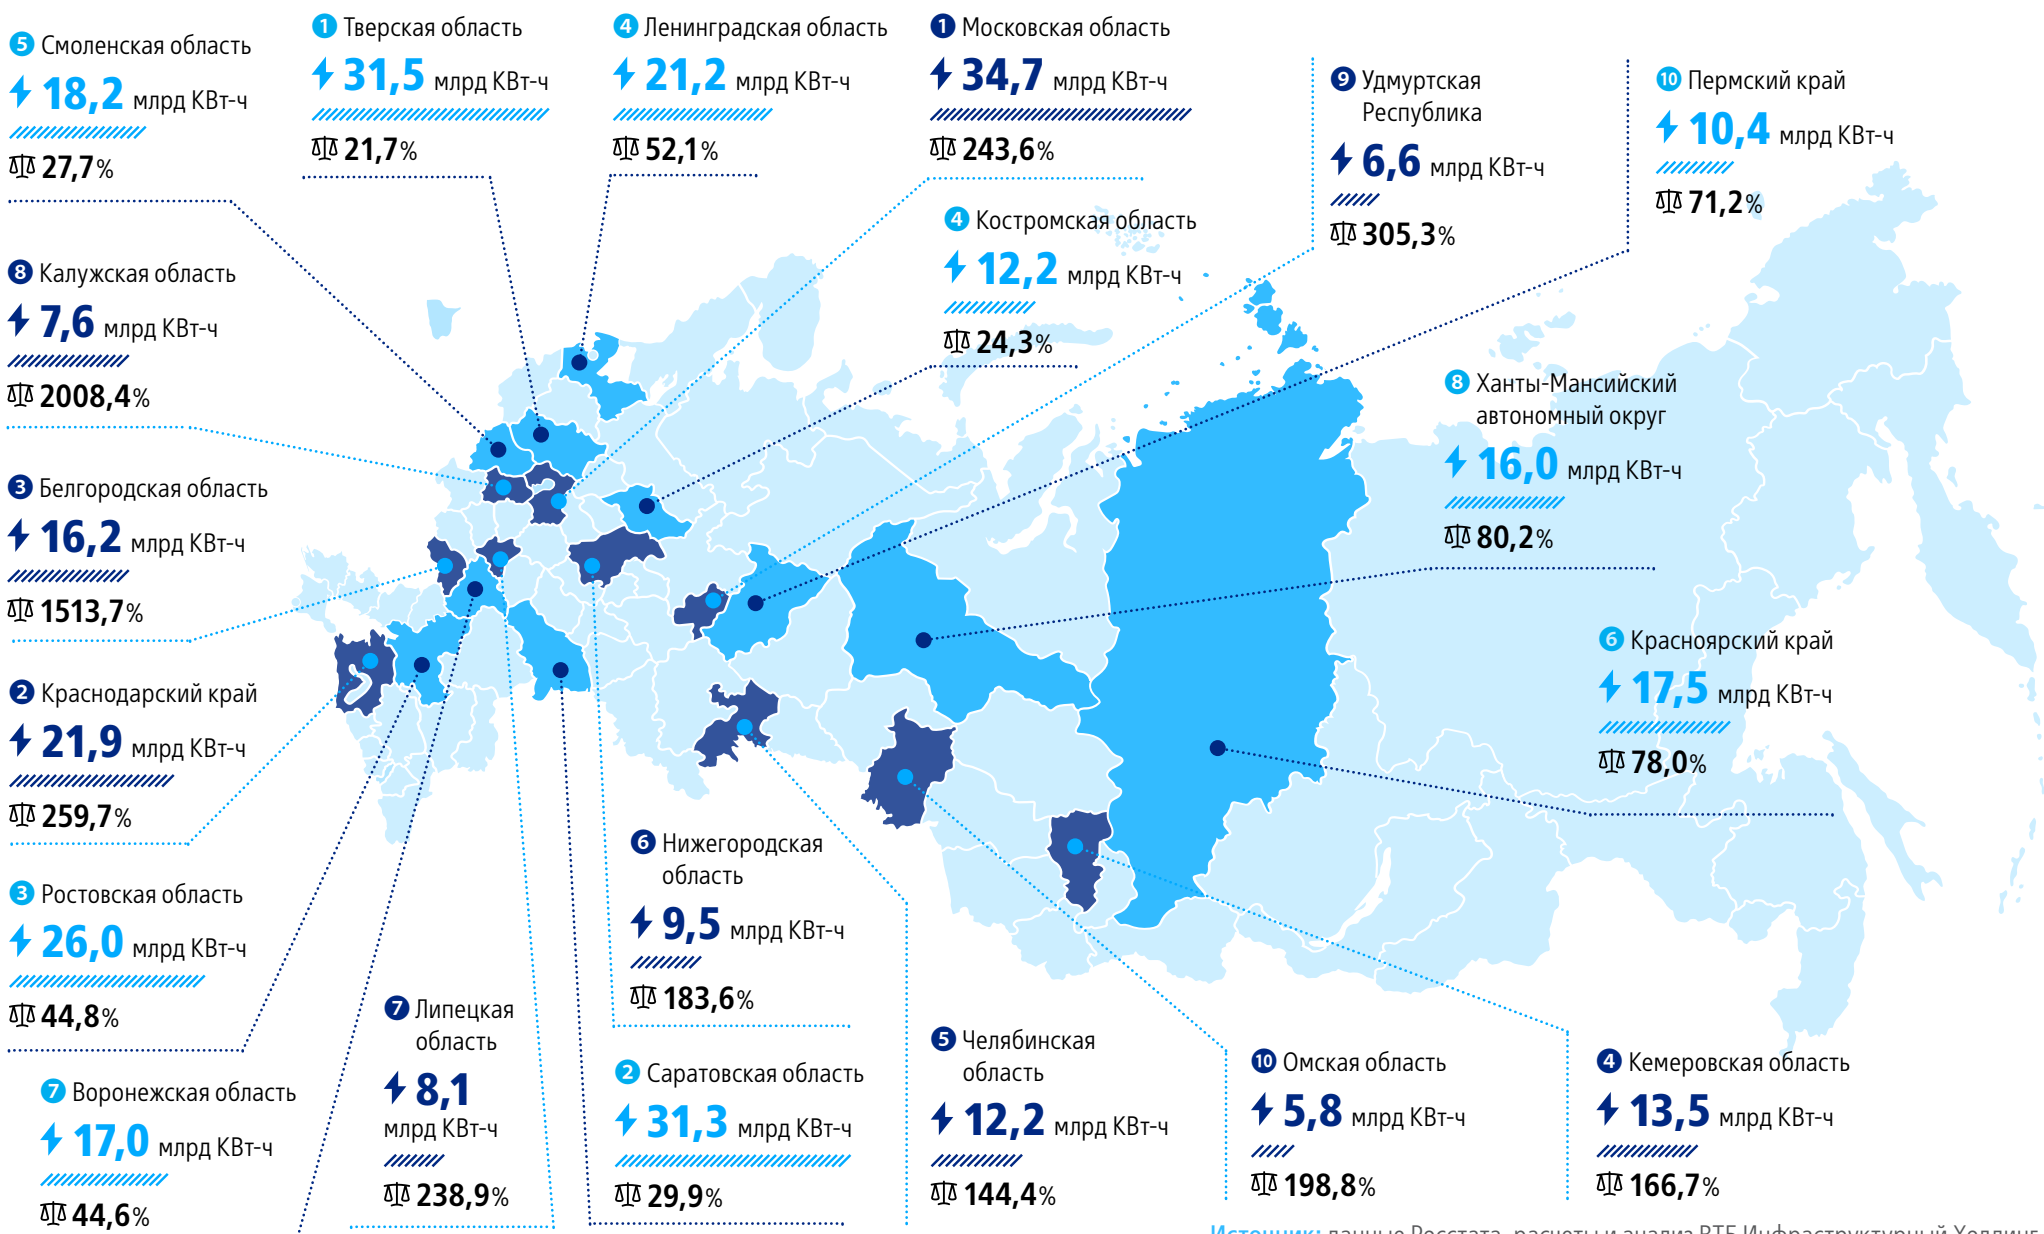 5 Смоленская область
18,2 млрд КВт-ч
27,7%
1 Тверская область
31,5 млрд КВт-ч
21,7%
4 Ленинградская область
21,2 млрд КВт-ч
52,1%
1 Московская область
34,7 млрд КВт-ч
243,6%
9 Удмуртская
Республика
6,6 млрд КВт-ч
305,3%
10 Пермский край
10,4 млрд КВт-ч
71,2%
4 Костромская область
12,2 млрд КВт-ч
24,3%
8 Калужская область
7,6 млрд КВт-ч
2008,4%
8 Ханты-Мансийский
автономный округ
16,0 млрд КВт-ч
80,2%
3 Белгородская область
16,2 млрд КВт-ч
1513,7%
6 Красноярский край
17,5 млрд КВт-ч
78,0%
2 Краснодарский край
21,9 млрд КВт-ч
259,7%
6 Нижегородская
область
9,5 млрд КВт-ч
183,6%
3 Ростовская область
26,0 млрд КВт-ч
44,8%
7 Липецкая
область
8,1
млрд КВт-ч
238,9%
7 Воронежская область
17,0 млрд КВт-ч
44,6%
2 Саратовская область
31,3 млрд КВт-ч
29,9%
5 Челябинская
область
12,2 млрд КВт-ч
144,4%
10 Омская область
5,8 млрд КВт-ч
198,8%
4 Кемеровская область
13,5 млрд КВт-ч
166,7%
Источник: данные Росстата, расчеты и анализ ВТБ Инфраструктурный Холдинг